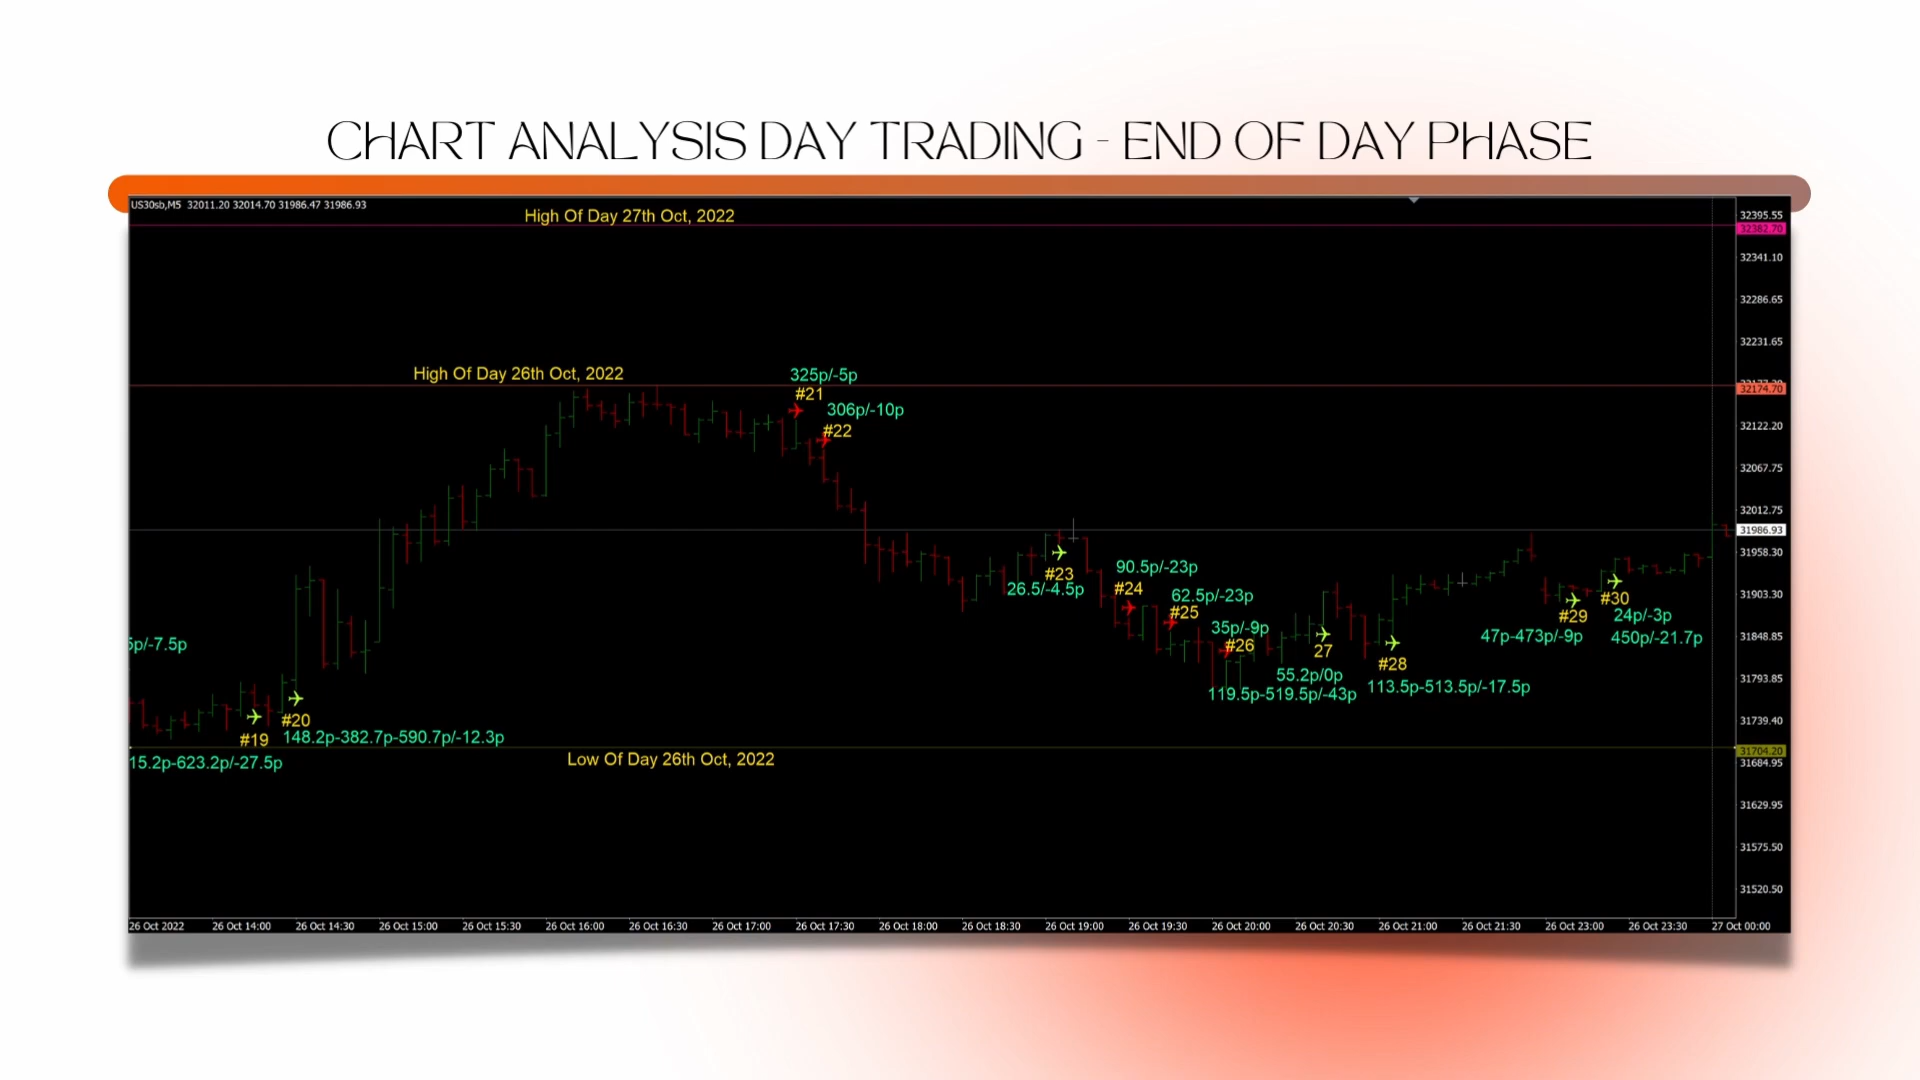 CHART ANALYSIS DAY TRADING - END OF DAY PHASE
US30sb,M5 32011.20 32014.70 31986.47 31986.93
High Of Day 27th Oct, 2022
32395.55
32382.70
32341.10
32286.65
32231.65
High Of Day 26th Oct, 2022
325p/-5p
#21
306p/-10p
#22
32174.70
32122.20
32067.75
32012.75
31986.93
31958.30
#23
26.5/-4.5p
90.5p/-23p
#24
62.5p/-23p
#25
35p/-9p
#26
27
55.2p/0p
119.5p-519.5p/-43p
#28
113.5p-513.5p/-17.5p
#29
47p-473p/-9p
#30
24p/-3p
450p/-21.7p
31903.30
31848.85
31793.85
31739.40
5p/-7.5p
#19
#20
148.2p-382.7p-590.7p/-12.3p
15.2p-623.2p/-27.5p
Low Of Day 26th Oct, 2022
31704.20
31684.95
31629.95
31575.50
31520.50
26 Oct 2022 26 Oct 14:00 26 Oct 14:30 26 Oct 15:00 26 Oct 15:30 26 Oct 16:00 26 Oct 16:30 26 Oct 17:00 26 Oct 17:30 26 Oct 18:00 26 Oct 18:30 26 Oct 19:00 26 Oct 19:30 26 Oct 20:00 26 Oct 20:30 26 Oct 21:00 26 Oct 21:30 26 Oct 23:00 26 Oct 23:30 27 Oct 00:00